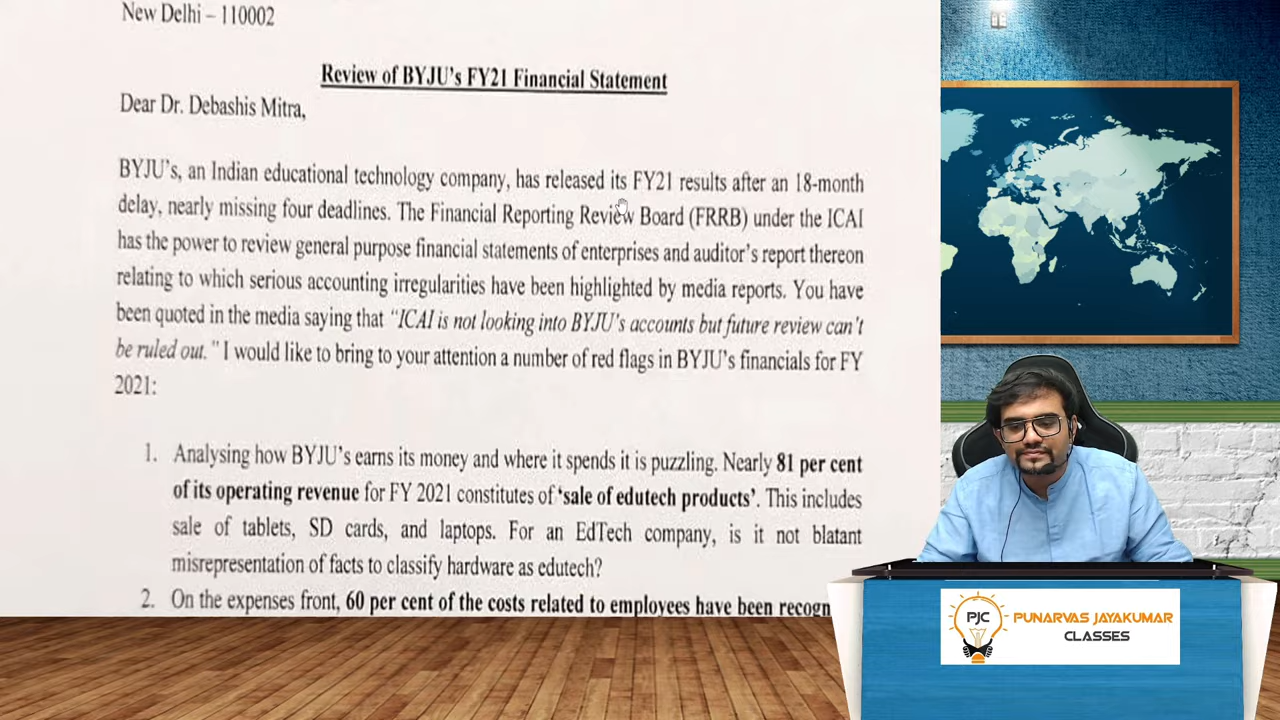 New Delhi – 110002
Review of BYJU's FY21 Financial Statement
Dear Dr. Debashis Mitra,
BYJU's, an Indian educational technology company, has released its FY21 results after an 18-month
delay, nearly missing four deadlines. The Financial Reporting Review Board (FRRB) under the ICAI
has the power to review general purpose financial statements of enterprises and auditor's report thereon
relating to which serious accounting irregularities have been highlighted by media reports. You have
been quoted in the media saying that "ICAI is not looking into BYJU's accounts but future review can't
be ruled out." I would like to bring to your attention a number of red flags in BYJU's financials for FY
2021:
1. Analysing how BYJU's earns its money and where it spends it is puzzling. Nearly 81 per cent
of its operating revenue for FY 2021 constitutes of 'sale of edutech products'. This includes
sale of tablets, SD cards, and laptops. For an EdTech company, is it not blatant
misrepresentation of facts to classify hardware as edutech?
2. On the expenses front, 60 per cent of the costs related to employees have been recogn
PJC
PUNARVAS JAYAKUMAR
CLASSES